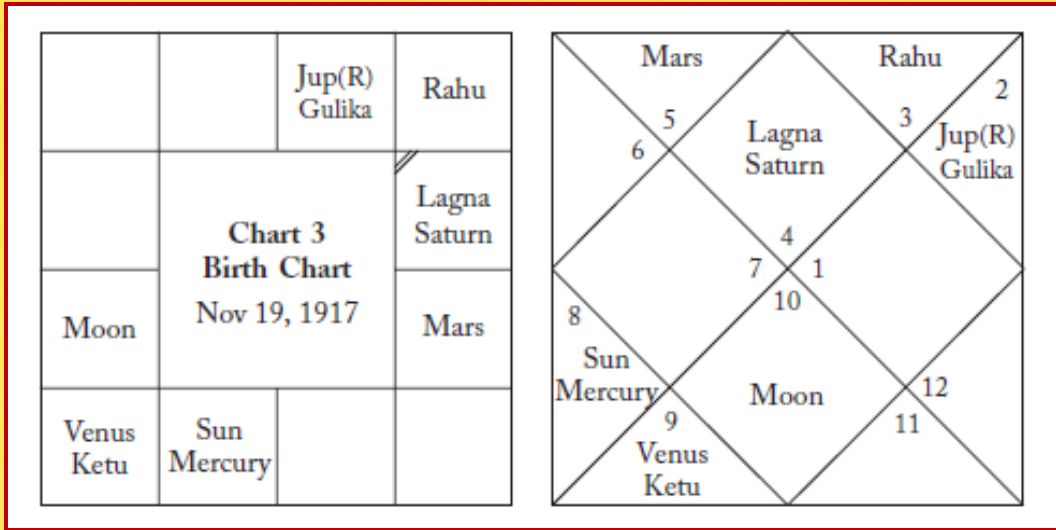 Jup(R)
Gulika
Rahu
Lagna
Saturn
Chart 3
Birth Chart
Nov 19, 1917
Moon
Mars
Venus
Ketu
Sun
Mercury
Mars
Rahu
2
5
3
Jup(R)
Gulika
6
Lagna
Saturn
4
7
1
10
8
Sun
Mercury
Moon
12
9
11
Venus
Ketu